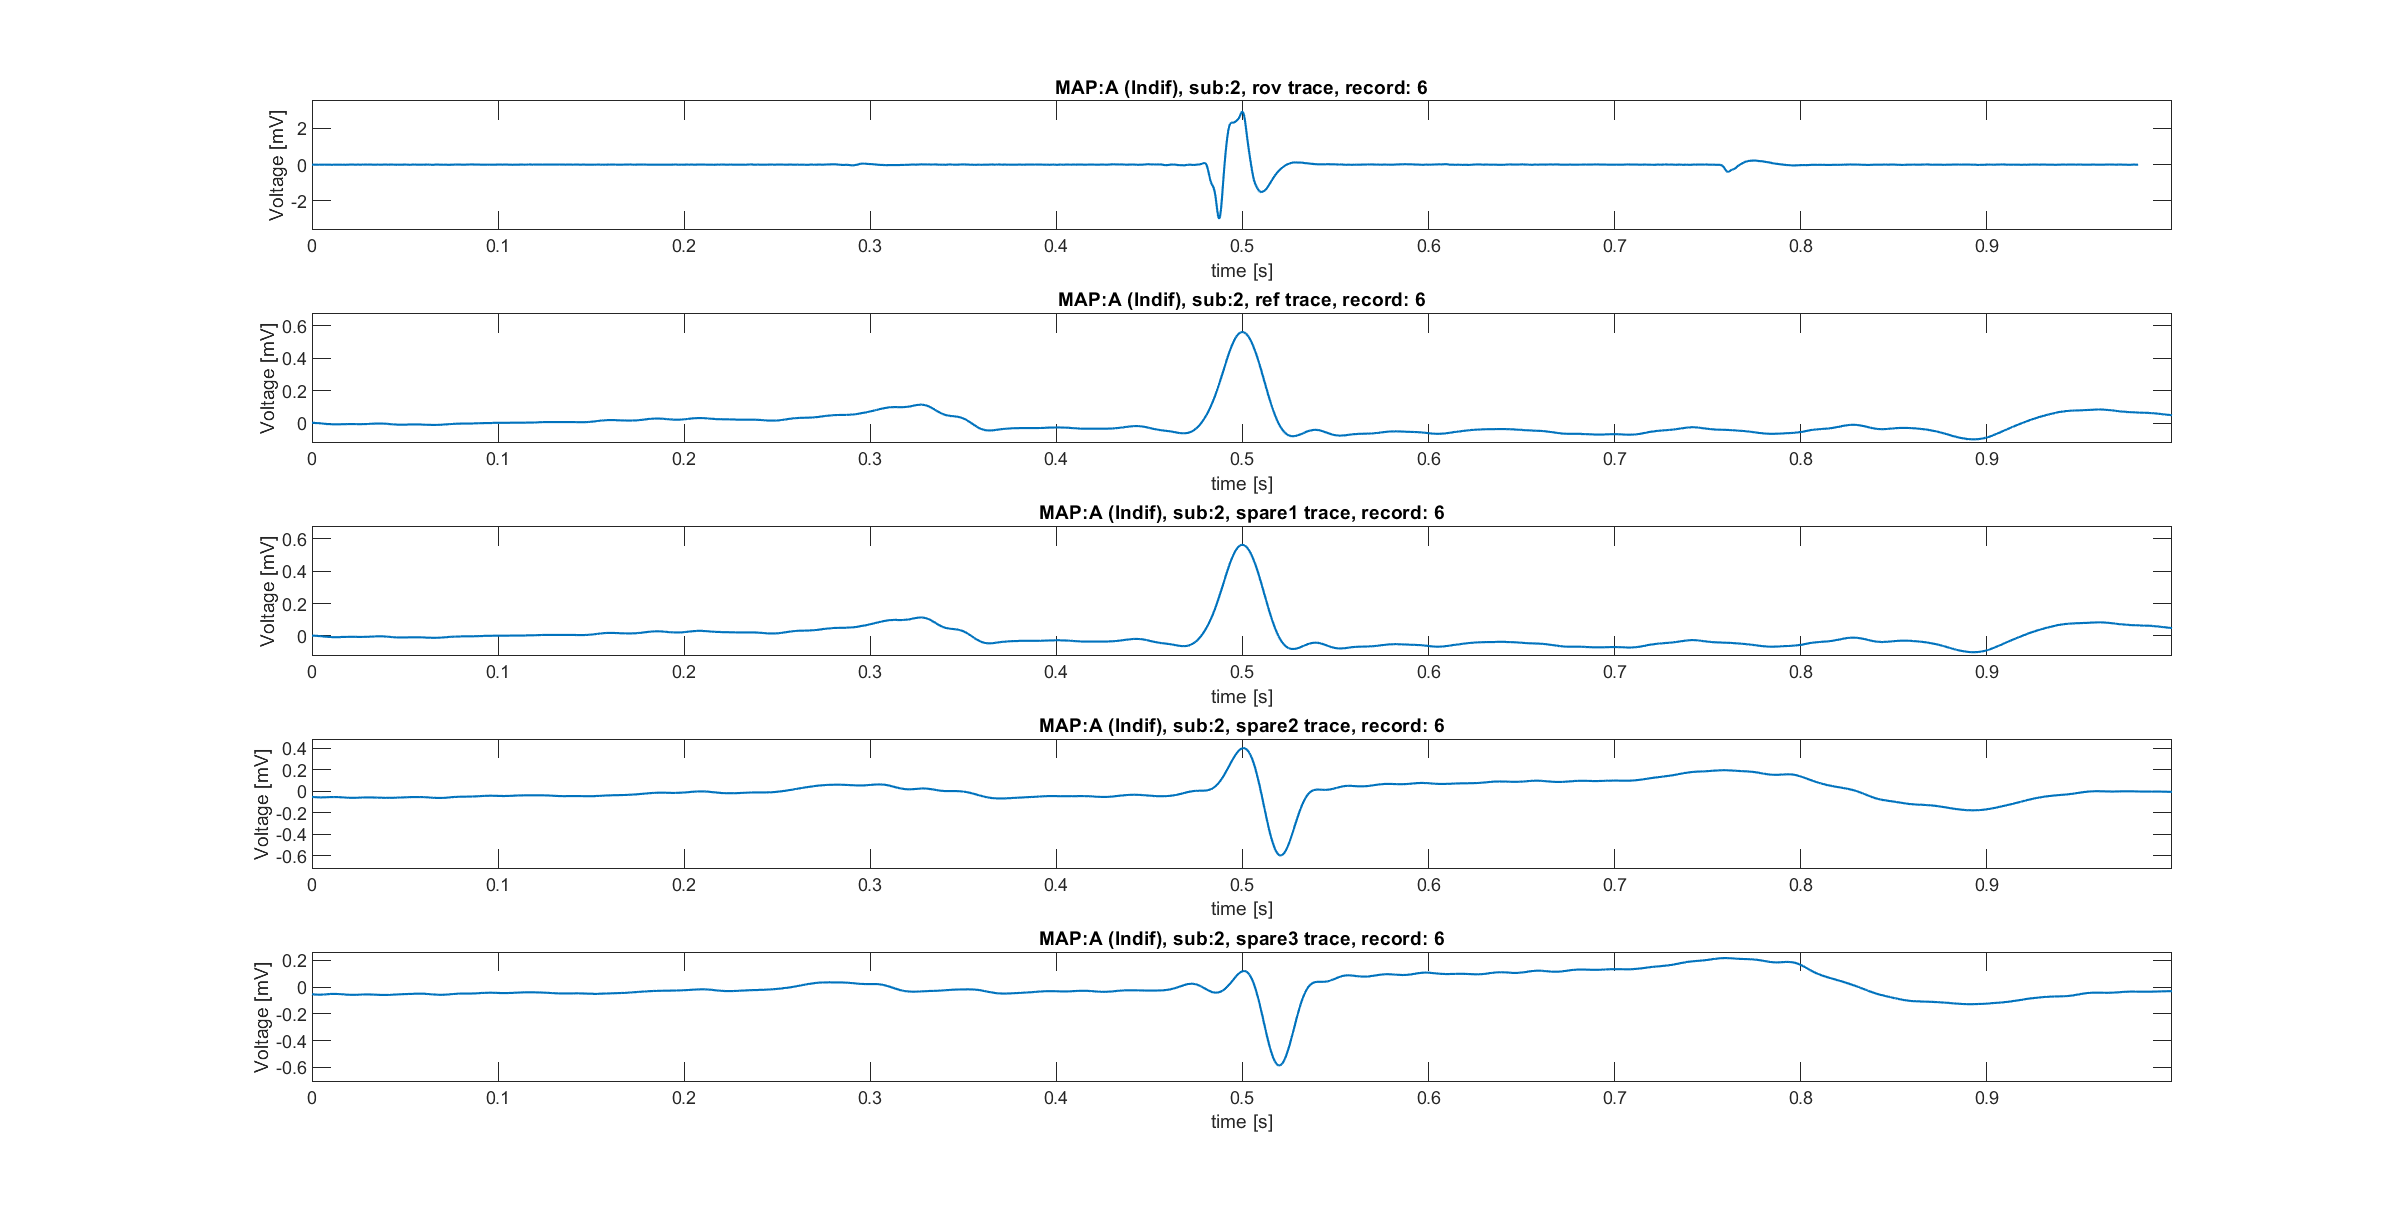 MAP:A (Indif), sub:2, rov trace, record: 6
Voltage [mV]
2
0
-2
0 0.1 0.2 0.3 0.4 0.5 0.6 0.7 0.8 0.9
time [s]
MAP:A (Indif), sub:2, ref trace, record: 6
Voltage [mV]
0.6
0.4
0.2
0
0 0.1 0.2 0.3 0.4 0.5 0.6 0.7 0.8 0.9
time [s]
MAP:A (Indif), sub:2, spare1 trace, record: 6
Voltage [mV]
0.6
0.4
0.2
0
0 0.1 0.2 0.3 0.4 0.5 0.6 0.7 0.8 0.9
time [s]
MAP:A (Indif), sub:2, spare2 trace, record: 6
Voltage [mV]
0.4
0.2
0
-0.2
-0.4
-0.6
0 0.1 0.2 0.3 0.4 0.5 0.6 0.7 0.8 0.9
time [s]
MAP:A (Indif), sub:2, spare3 trace, record: 6
Voltage [mV]
0.2
0
-0.2
-0.4
-0.6
0 0.1 0.2 0.3 0.4 0.5 0.6 0.7 0.8 0.9
time [s]